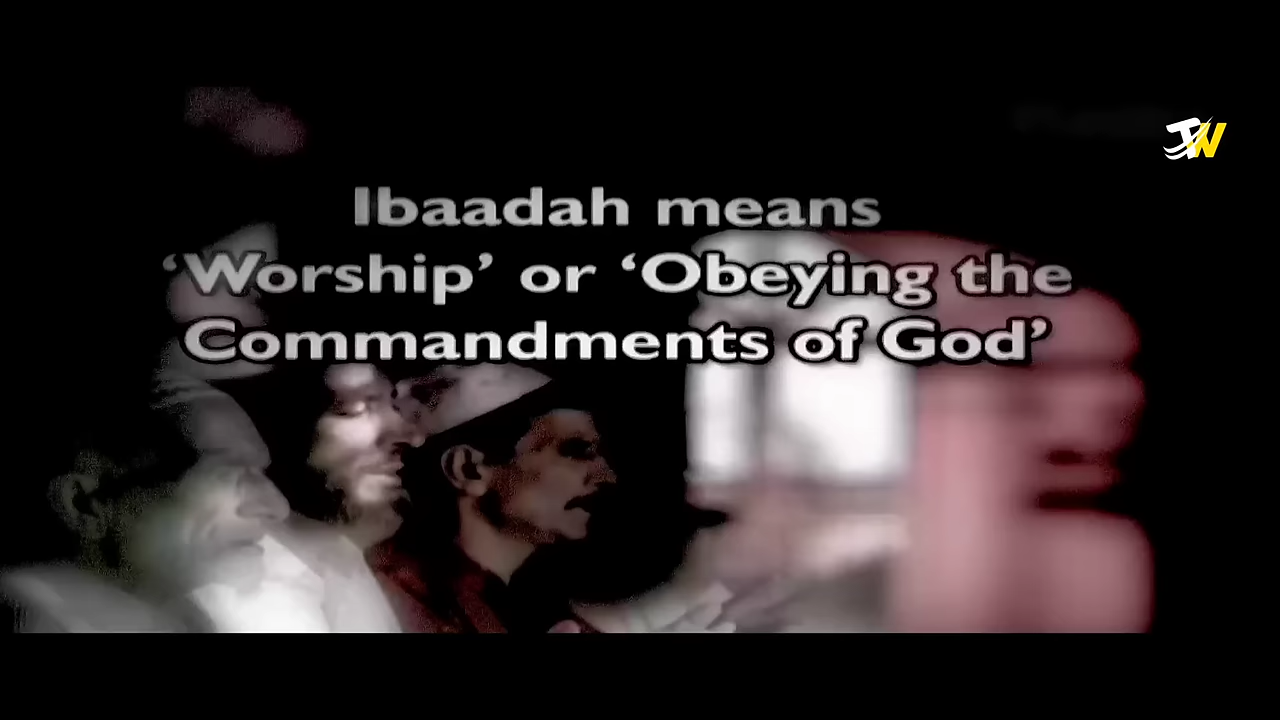 Ibaadah means
‘Worship’ or ‘Obeying the
Commandments of God’